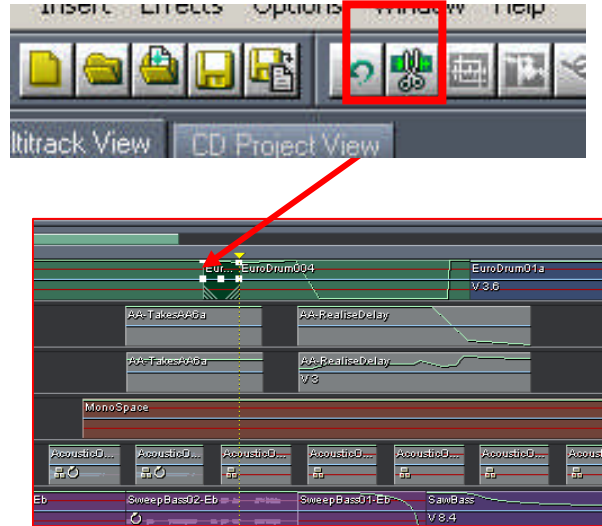 Insert Effects Options Window Help
ltitrack View CD Project View
Eur... EuroDrum004 EuroDrum01a
V 3.6
AA-TakesAA6a AA-RealiseDelay
AA-TakesAA6a AA-RealiseDelay
V 3
MonoSpace
AcousticO... AcousticO... AcousticO... AcousticO... AcousticO... AcousticO... Acoust
Eb SweepBass02-Eb SweepBass01-Eb SawBass
V 8.4